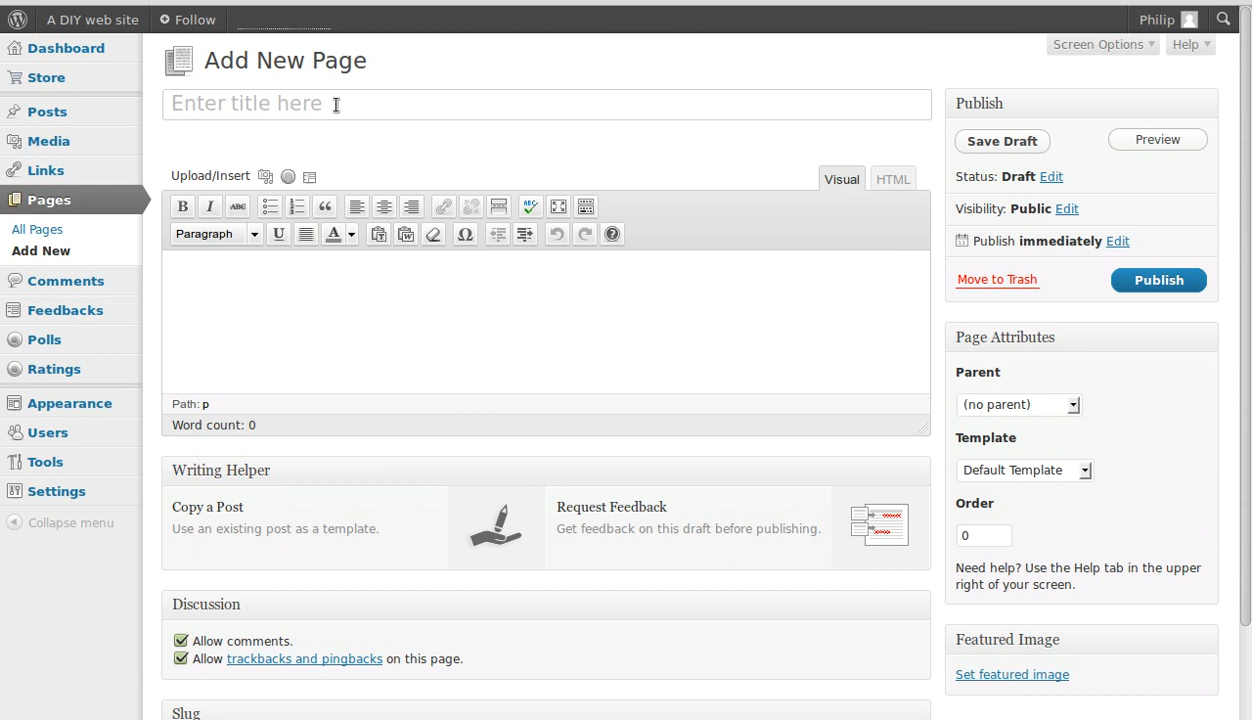 A DIY web site Follow Philip
Dashboard
Store
Posts
Media
Links
Pages
All Pages
Add New
Comments
Feedbacks
Polls
Ratings
Appearance
Users
Tools
Settings
Collapse menu
Screen Options Help
Add New Page
Enter title here
Upload/Insert
Visual HTML
B I ABC ABC
Paragraph U A
Path: p
Word count: 0
Writing Helper
Copy a Post
Use an existing post as a template.
Request Feedback
Get feedback on this draft before publishing.
Discussion
Allow comments.
Allow trackbacks and pingbacks on this page.
Slug
Publish
Save Draft Preview
Status: Draft Edit
Visibility: Public Edit
Publish immediately Edit
Move to Trash Publish
Page Attributes
Parent
(no parent)
Template
Default Template
Order
0
Need help? Use the Help tab in the upper
right of your screen.
Featured Image
Set featured image